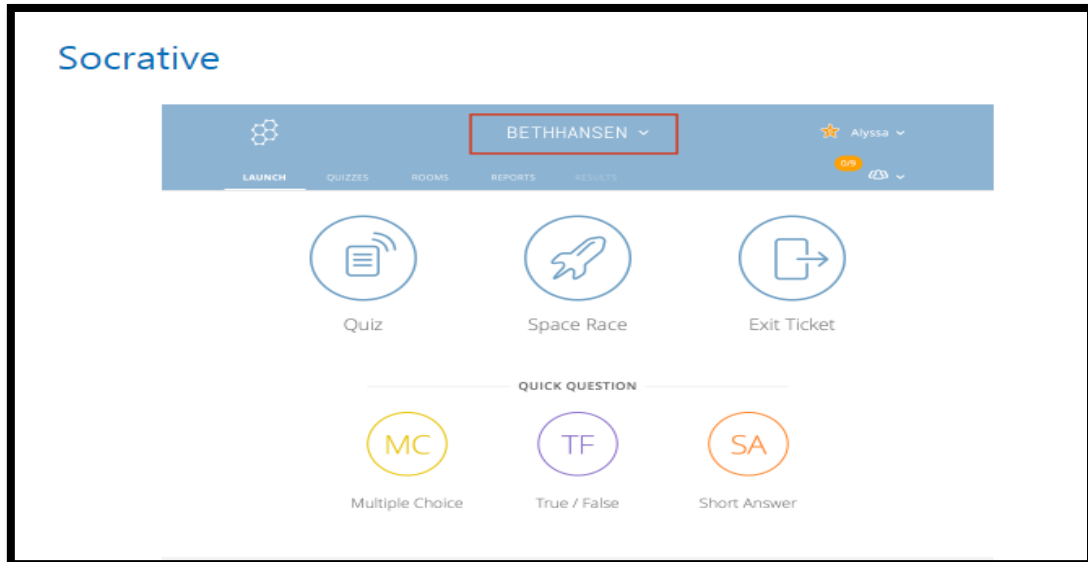 Socrative
BETHHANSEN
Alyssa
0/9
LAUNCH QUIZZES ROOMS REPORTS RESULTS
Quiz Space Race Exit Ticket
QUICK QUESTION
MC TF SA
Multiple Choice True / False Short Answer